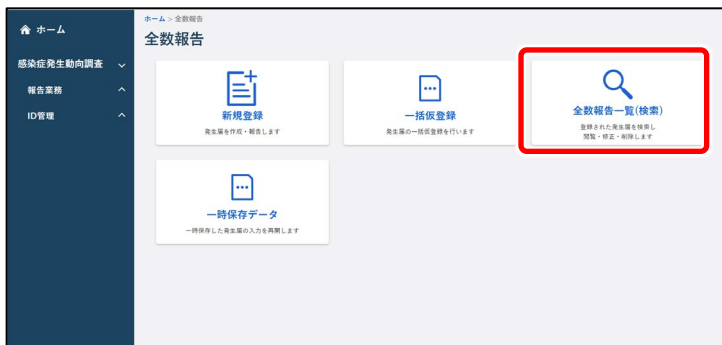 ホーム
感染症発生動向調査
報告業務
ID管理
ホーム > 全数報告
全数報告
新規登録
発生届を作成・報告します
一括仮登録
発生届の一括仮登録を行います
全数報告一覧(検索)
登録された発生届を検索し
閲覧・修正・削除します
一時保存データ
一時保存した発生届の入力を再開します